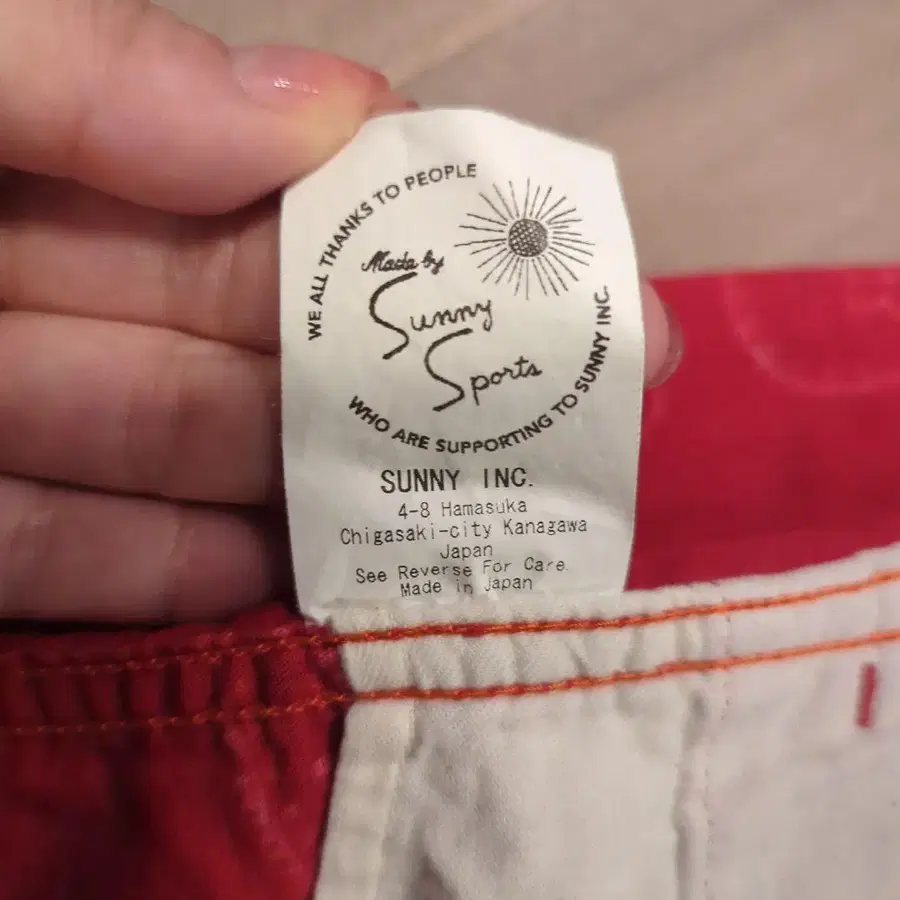 WE ALL THANKS TO PEOPLE
Made by
Sunny
Sports
WHO ARE SUPPORTING TO SUNNY INC.
SUNNY INC.
4-8 Hamasuka
Chigasaki-city Kanagawa
Japan
See Reverse For Care.
Made in Japan